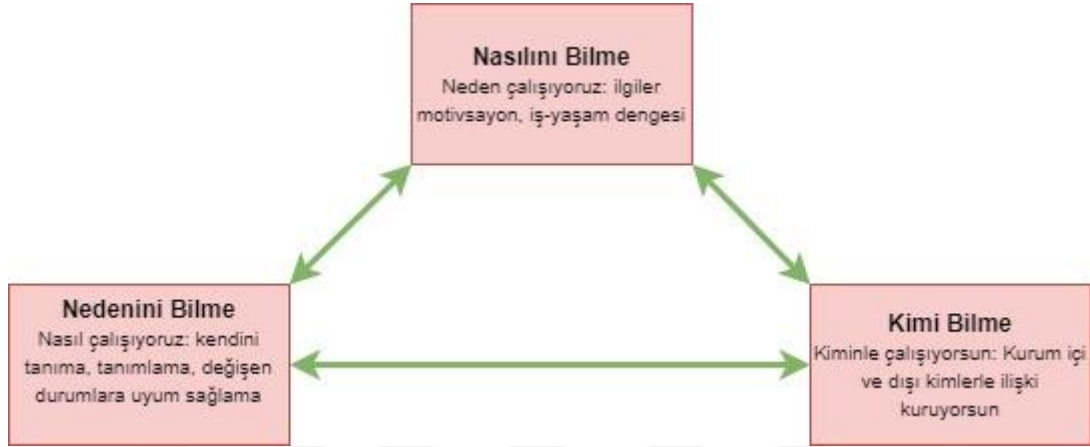 Nasılını Bilme
Neden çalışıyoruz: ilgiler
motivsayon, iş-yaşam dengesi
Nedenini Bilme
Nasıl çalışıyoruz: kendini
tanıma, tanımlama, değişen
durumlara uyum sağlama
Kimi Bilme
Kiminle çalışıyorsun: Kurum içi
ve dışı kimlerle ilişki
kuruyorsun